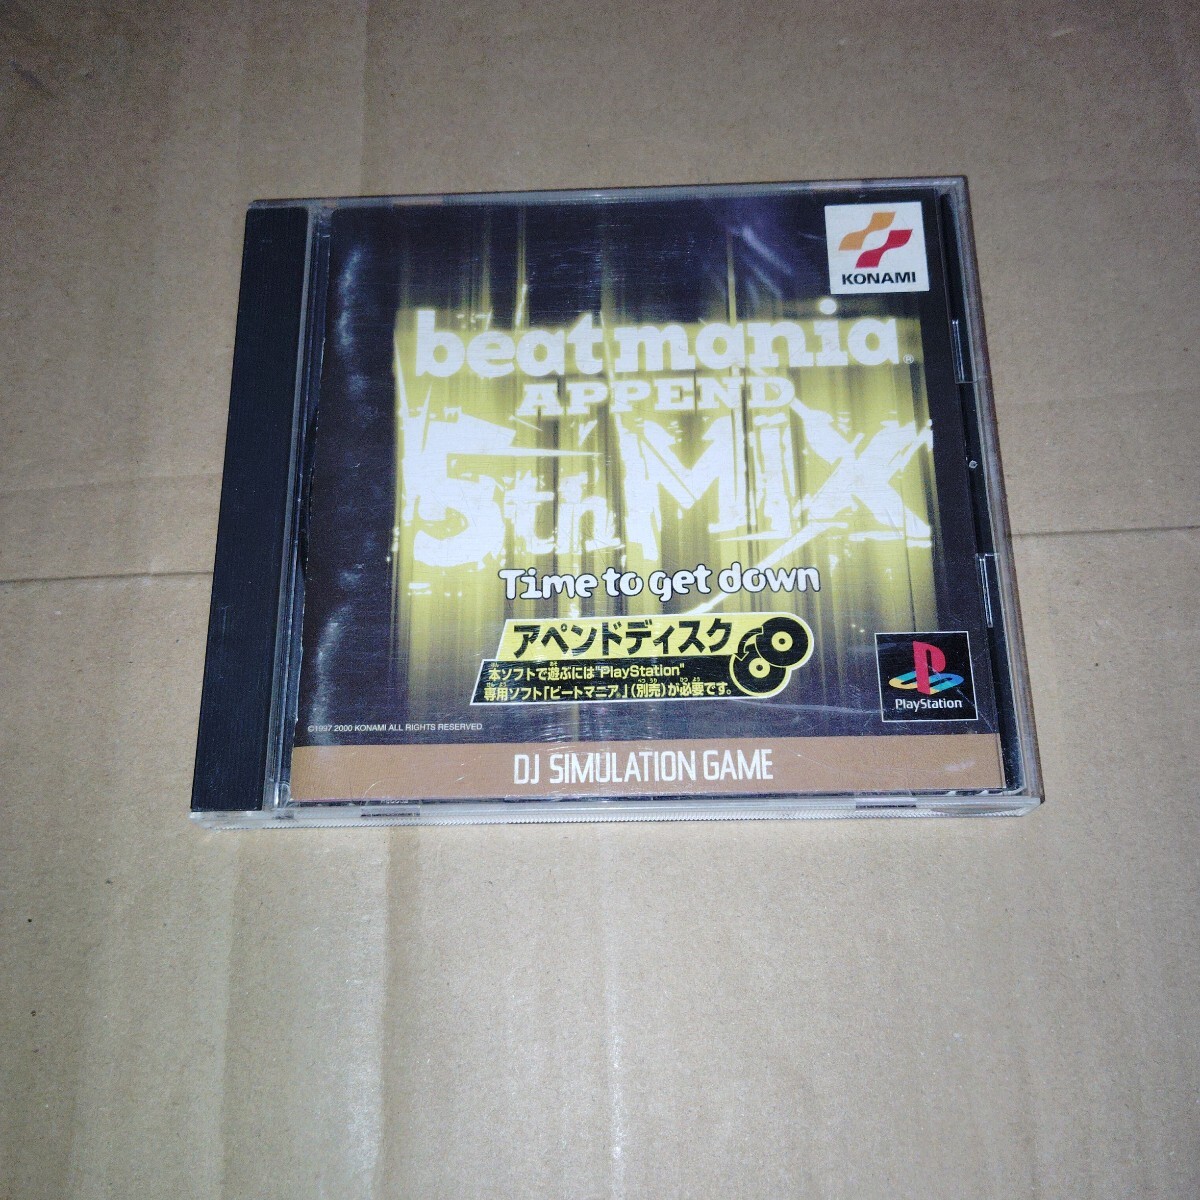 KONAMI
beatmania®
APPEND
5th MIX
Time to get down
アペンドディスク
本ソフトで遊ぶには"PlayStation"
専用ソフト「ビートマニア®」(別売)が必要です。
©1997 2000 KONAMI ALL RIGHTS RESERVED.
PlayStation
DJ SIMULATION GAME